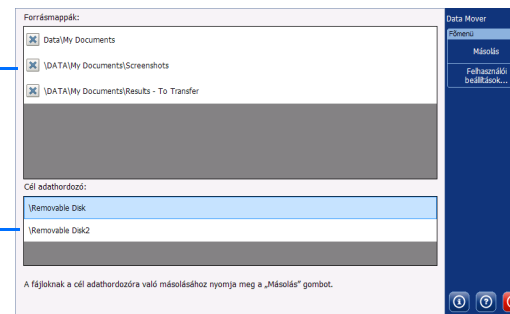 Forrásmappák:
Data\My Documents
\DATA\My Documents\Screenshots
\DATA\My Documents\Results - To Transfer
Cél adathordozó:
\Removable Disk
\Removable Disk2
A fájloknak a cél adathordozóra való másolásához nyomja meg a „Másolás” gombot.
Data Mover
Főmenü
Másolás
Felhasználói
beállítások...